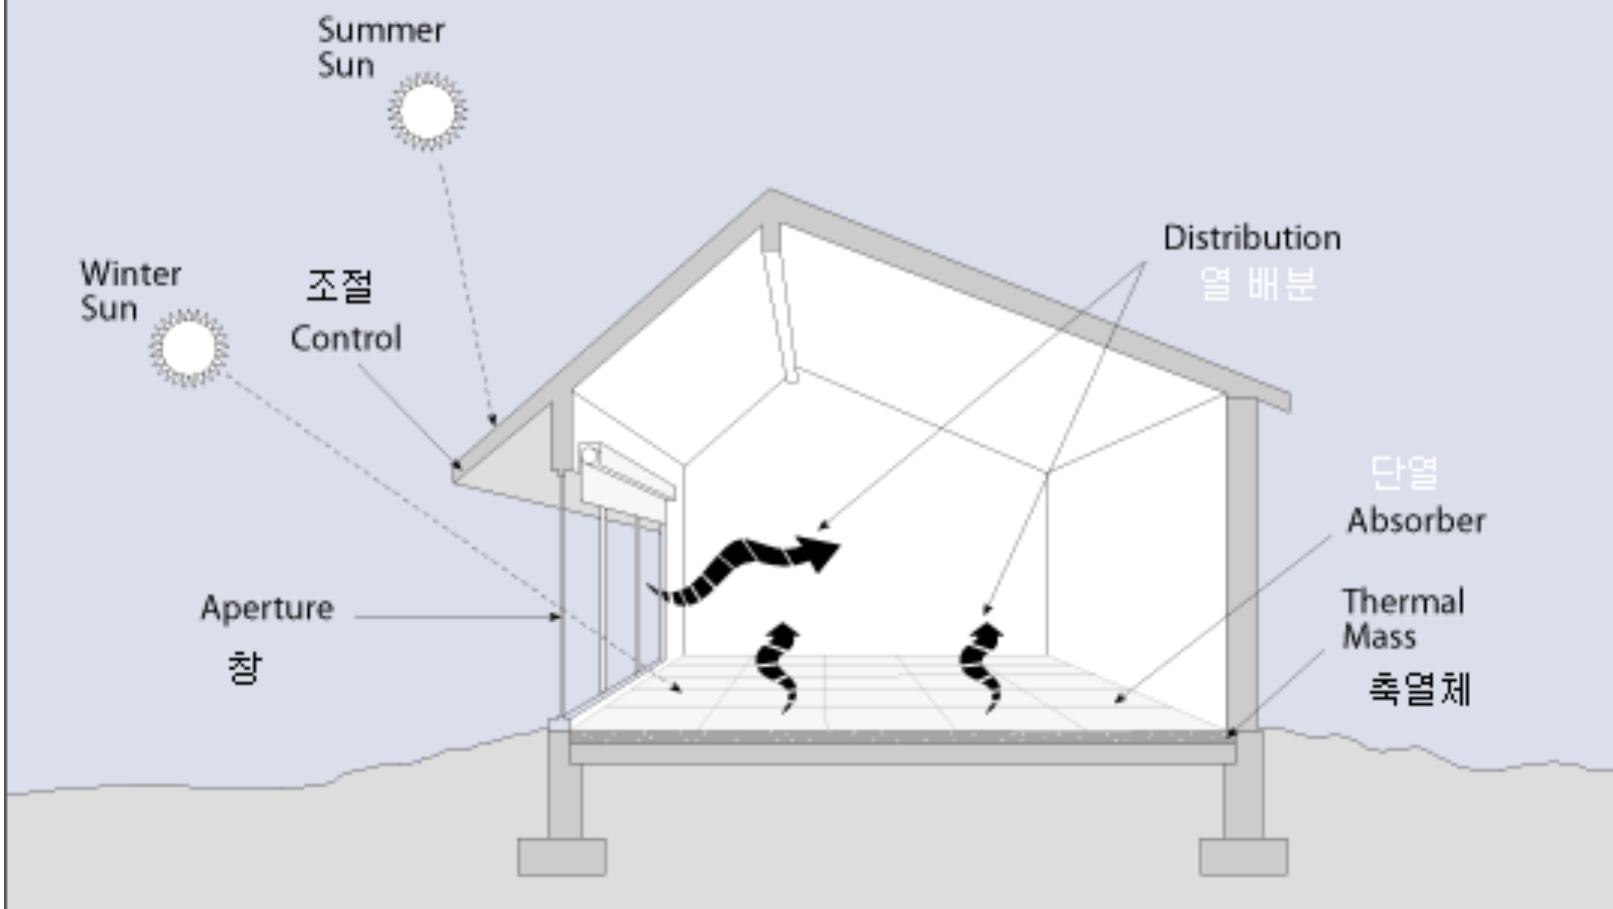 Summer
Sun
Winter
Sun
조절
Control
Distribution
열 배분
단열
Absorber
Aperture
창
Thermal
Mass
축열체